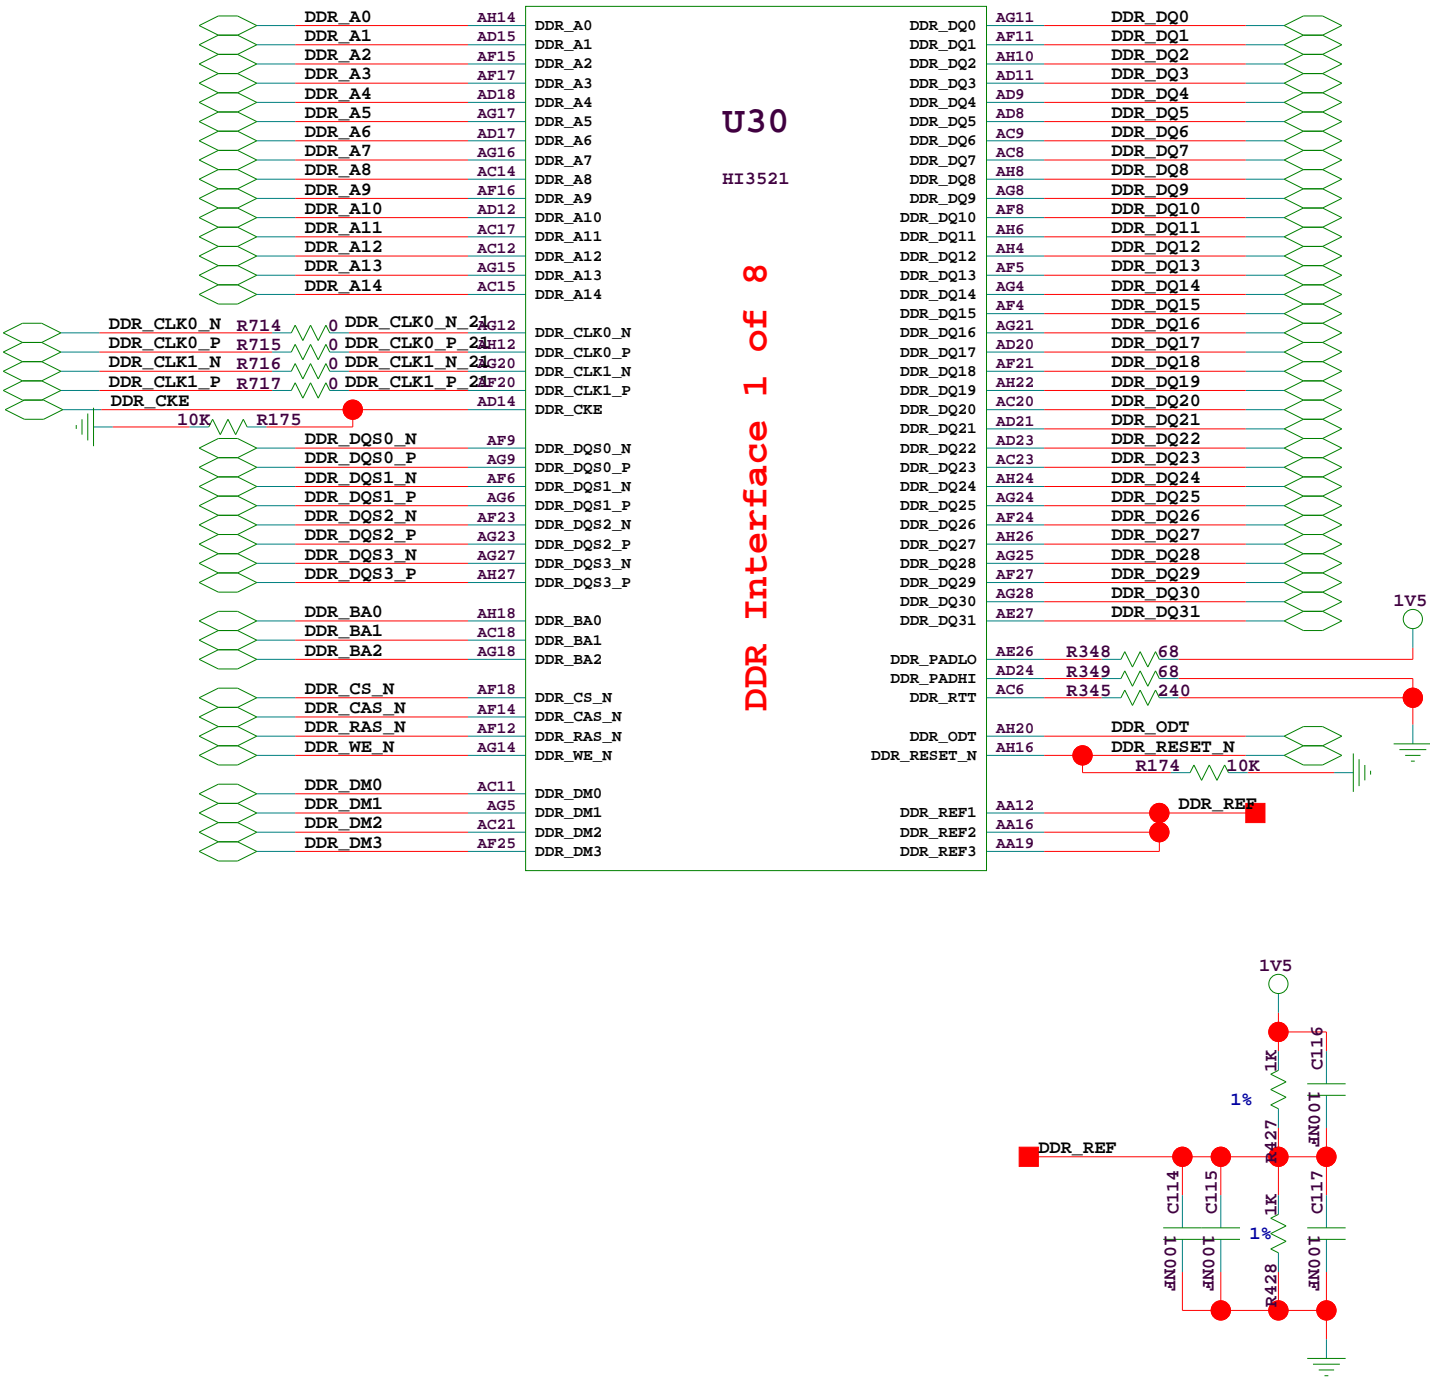 DDR_A0 AH14 DDR_A0
DDR_A1 AD15 DDR_A1
DDR_A2 AF15 DDR_A2
DDR_A3 AF17 DDR_A3
DDR_A4 AD18 DDR_A4
DDR_A5 AG17 DDR_A5
DDR_A6 AD17 DDR_A6
DDR_A7 AG16 DDR_A7
DDR_A8 AC14 DDR_A8
DDR_A9 AF16 DDR_A9
DDR_A10 AD12 DDR_A10
DDR_A11 AC17 DDR_A11
DDR_A12 AC12 DDR_A12
DDR_A13 AG15 DDR_A13
DDR_A14 AC15 DDR_A14
DDR_CLK0_N R714 0 DDR_CLK0_N_21 AG12 DDR_CLK0_N
DDR_CLK0_P R715 0 DDR_CLK0_P_21 AH12 DDR_CLK0_P
DDR_CLK1_N R716 0 DDR_CLK1_N_21 AG20 DDR_CLK1_N
DDR_CLK1_P R717 0 DDR_CLK1_P_21 AF20 DDR_CLK1_P
DDR_CKE AD14 DDR_CKE
10K R175
DDR_DQS0_N AF9 DDR_DQS0_N
DDR_DQS0_P AG9 DDR_DQS0_P
DDR_DQS1_N AF6 DDR_DQS1_N
DDR_DQS1_P AG6 DDR_DQS1_P
DDR_DQS2_N AF23 DDR_DQS2_N
DDR_DQS2_P AG23 DDR_DQS2_P
DDR_DQS3_N AG27 DDR_DQS3_N
DDR_DQS3_P AH27 DDR_DQS3_P
DDR_BA0 AH18 DDR_BA0
DDR_BA1 AC18 DDR_BA1
DDR_BA2 AG18 DDR_BA2
DDR_CS_N AF18 DDR_CS_N
DDR_CAS_N AF14 DDR_CAS_N
DDR_RAS_N AF12 DDR_RAS_N
DDR_WE_N AG14 DDR_WE_N
DDR_DM0 AC11 DDR_DM0
DDR_DM1 AG5 DDR_DM1
DDR_DM2 AC21 DDR_DM2
DDR_DM3 AF25 DDR_DM3
U30
HI3521
DDR Interface 1 of 8
DDR_DQ0 AG11 DDR_DQ0
DDR_DQ1 AF11 DDR_DQ1
DDR_DQ2 AH10 DDR_DQ2
DDR_DQ3 AD11 DDR_DQ3
DDR_DQ4 AD9 DDR_DQ4
DDR_DQ5 AD8 DDR_DQ5
DDR_DQ6 AC9 DDR_DQ6
DDR_DQ7 AC8 DDR_DQ7
DDR_DQ8 AH8 DDR_DQ8
DDR_DQ9 AG8 DDR_DQ9
DDR_DQ10 AF8 DDR_DQ10
DDR_DQ11 AH6 DDR_DQ11
DDR_DQ12 AH4 DDR_DQ12
DDR_DQ13 AF5 DDR_DQ13
DDR_DQ14 AG4 DDR_DQ14
DDR_DQ15 AF4 DDR_DQ15
DDR_DQ16 AG21 DDR_DQ16
DDR_DQ17 AD20 DDR_DQ17
DDR_DQ18 AF21 DDR_DQ18
DDR_DQ19 AH22 DDR_DQ19
DDR_DQ20 AC20 DDR_DQ20
DDR_DQ21 AD21 DDR_DQ21
DDR_DQ22 AD23 DDR_DQ22
DDR_DQ23 AC23 DDR_DQ23
DDR_DQ24 AH24 DDR_DQ24
DDR_DQ25 AG24 DDR_DQ25
DDR_DQ26 AF24 DDR_DQ26
DDR_DQ27 AH26 DDR_DQ27
DDR_DQ28 AG25 DDR_DQ28
DDR_DQ29 AF27 DDR_DQ29
DDR_DQ30 AG28 DDR_DQ30
DDR_DQ31 AE27 DDR_DQ31
1V5
DDR_PADLO AE26 R348 68
DDR_PADHI AD24 R349 68
DDR_RTT AC6 R345 240
DDR_ODT AH20 DDR_ODT
DDR_RESET_N AH16 DDR_RESET_N
R174 10K
DDR_REF1 AA12 DDR_REF
DDR_REF2 AA16
DDR_REF3 AA19
1V5
1K
1%
R427
C116
100NF
DDR_REF
C114
100NF
C115
100NF
1K
1%
R428
C117
100NF